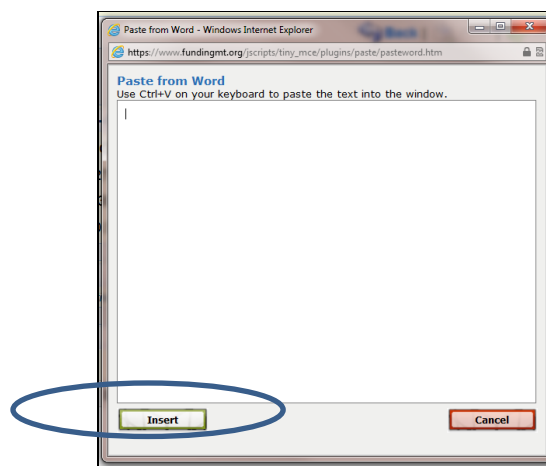 Paste from Word - Windows Internet Explorer
https://www.fundingmt.org/jscripts/tiny_mce/plugins/paste/pasteword.htm
Paste from Word
Use Ctrl+V on your keyboard to paste the text into the window.
Insert Cancel